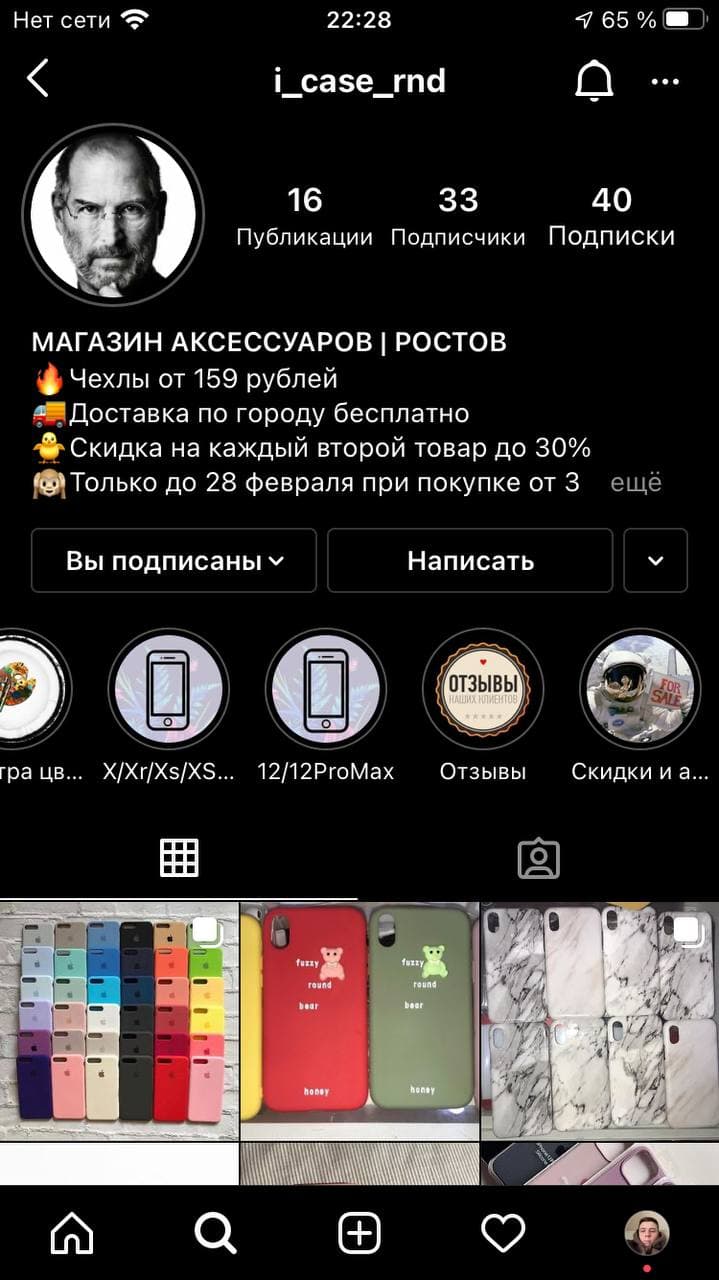 Нет сети 22:28 65 %
i_case_rnd
16 33 40
Публикации Подписчики Подписки
МАГАЗИН АКСЕССУАРОВ | РОСТОВ
🔥Чехлы от 159 рублей
🚚Доставка по городу бесплатно
🐥Скидка на каждый второй товар до 30%
🙉Только до 28 февраля при покупке от 3 ещё
Вы подписаны Написать
ОТЗЫВЫ
НАШИХ КЛИЕНТОВ
FOR
SALE
тра цв... X/Xr/Xs/XS... 12/12ProMax Отзывы Скидки и а...
fuzzy fuzzy
round round
bear bear
honey honey